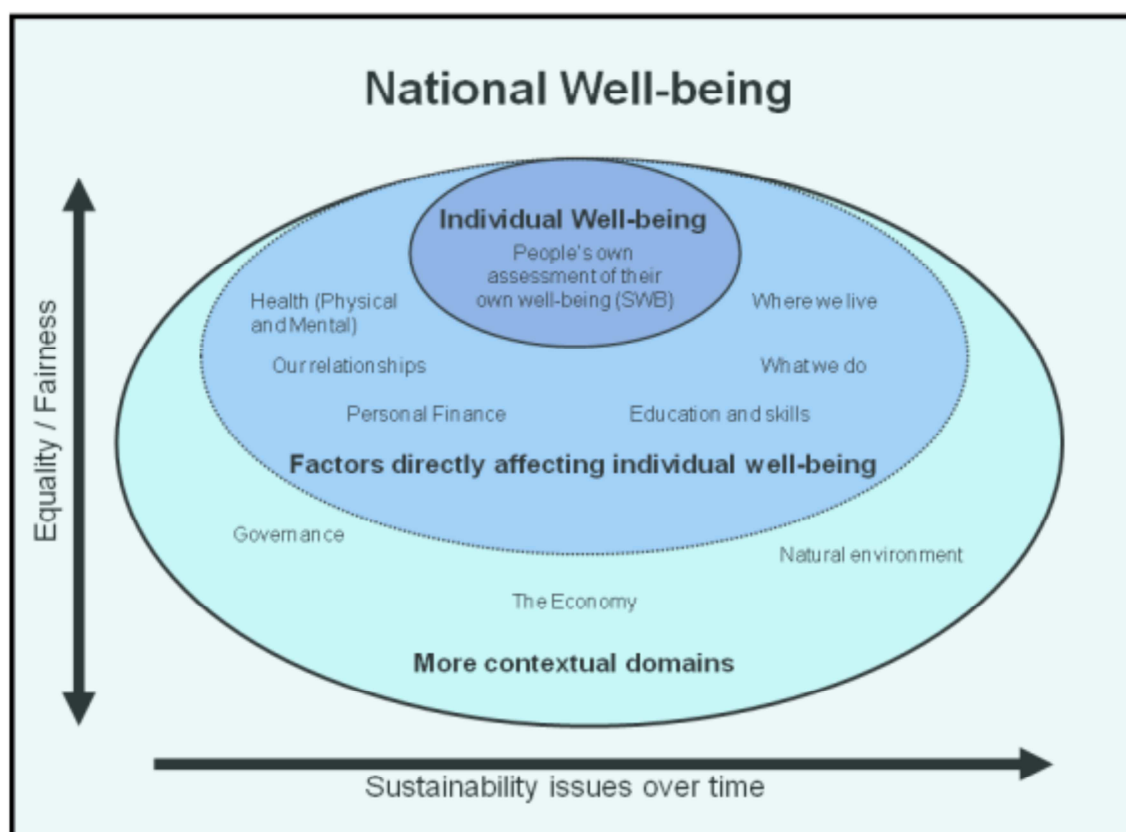 National Well-being
Individual Well-being
People's own
assessment of their
own well-being (SWB)
Health (Physical
and Mental)
Where we live
Our relationships
What we do
Personal Finance
Education and skills
Factors directly affecting individual well-being
Governance
Natural environment
The Economy
More contextual domains
Equality / Fairness
Sustainability issues over time